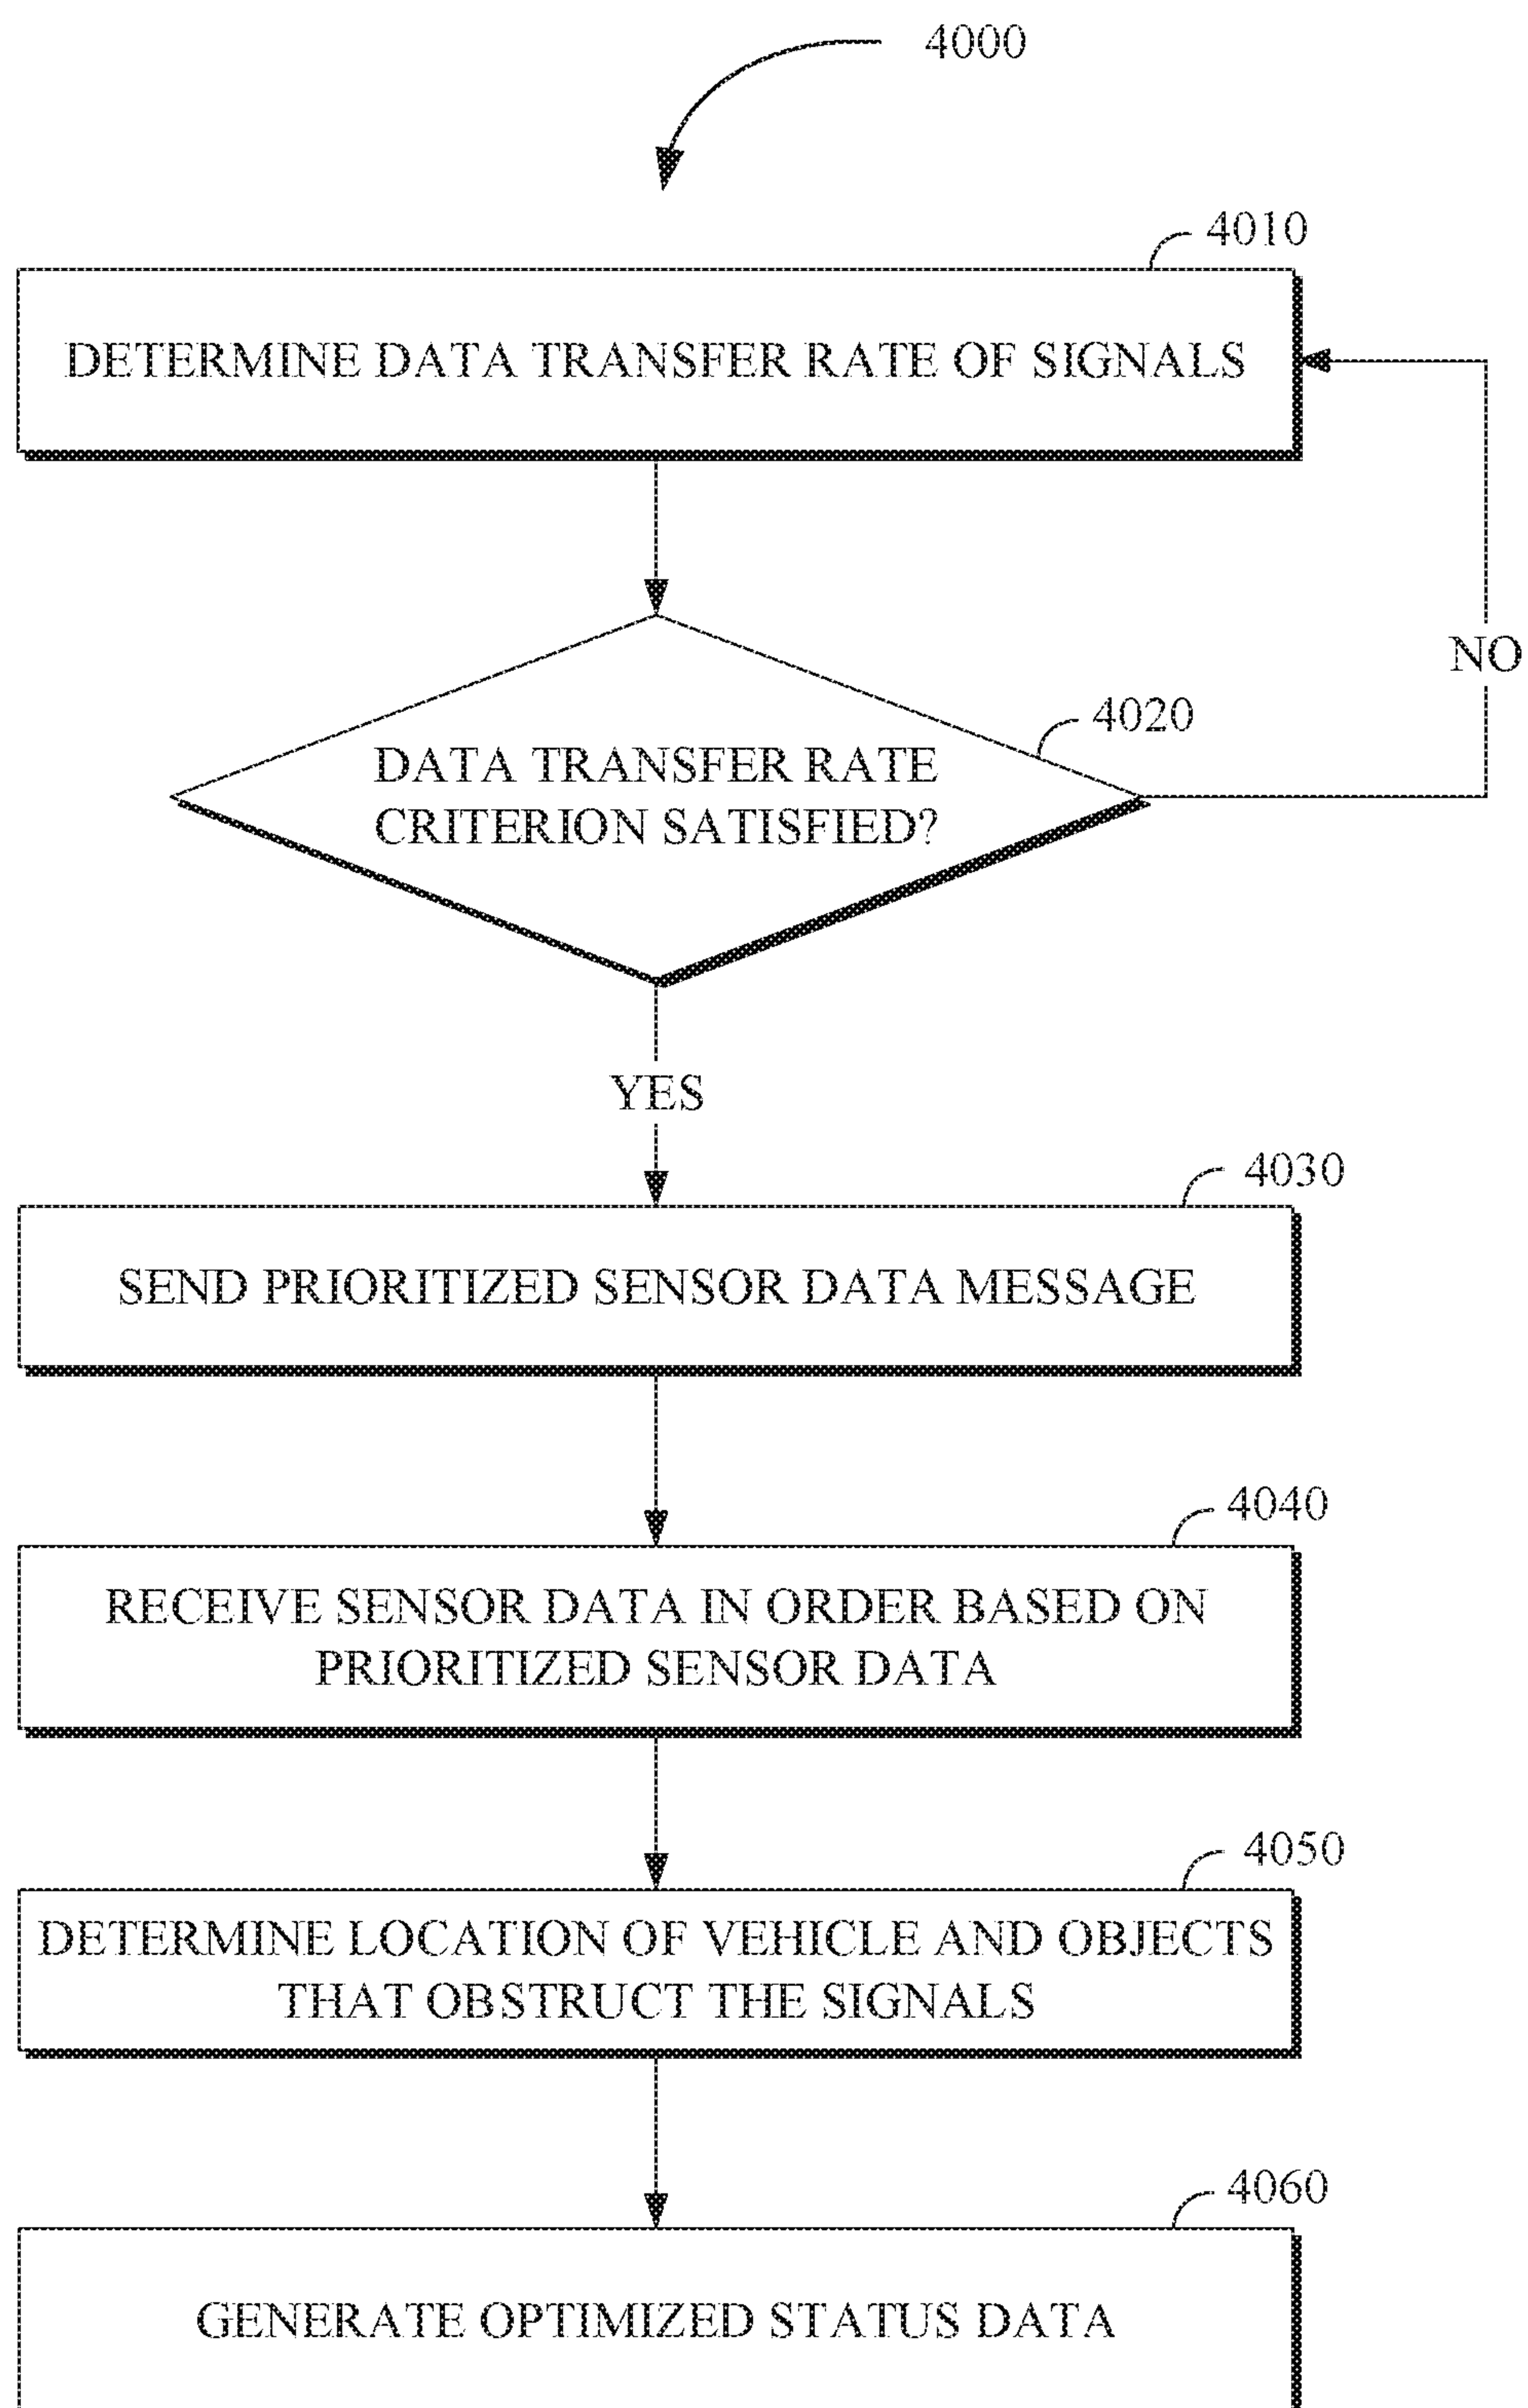 4000
4010
DETERMINE DATA TRANSFER RATE OF SIGNALS
NO
4020
DATA TRANSFER RATE
CRITERION SATISFIED?
YES
4030
SEND PRIORITIZED SENSOR DATA MESSAGE
4040
RECEIVE SENSOR DATA IN ORDER BASED ON
PRIORITIZED SENSOR DATA
4050
DETERMINE LOCATION OF VEHICLE AND OBJECTS
THAT OBSTRUCT THE SIGNALS
4060
GENERATE OPTIMIZED STATUS DATA